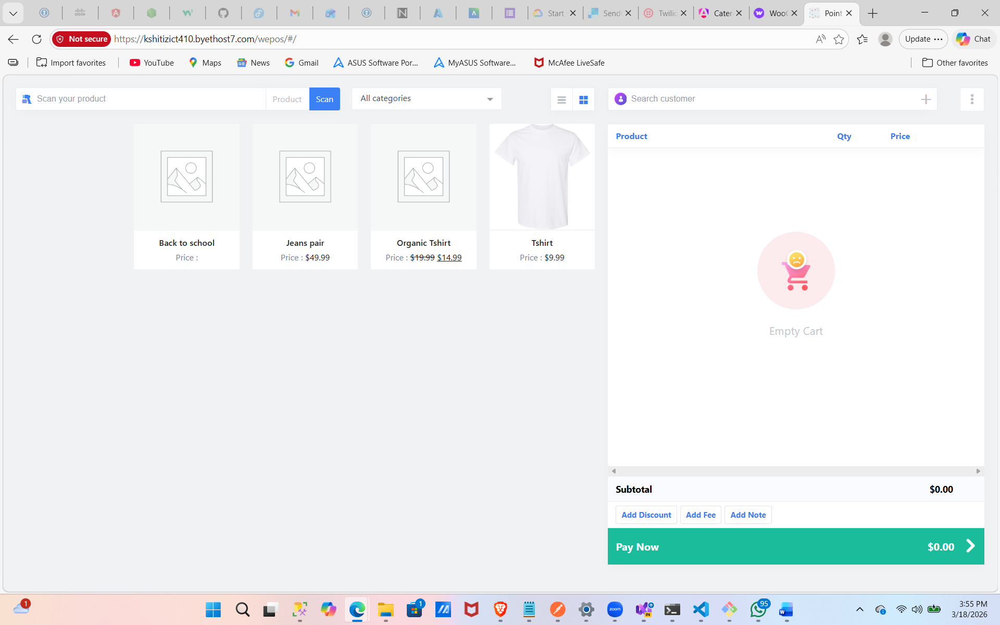 Start
Send
Twilio
Cater
WooC
Point
Not secure
https://kshitizict410.byethost7.com/wepos/#/
Update
Chat
Import favorites
YouTube
Maps
News
Gmail
ASUS Software Por...
MyASUS Software...
McAfee LiveSafe
Other favorites
Scan your product
Product
Scan
All categories
Search customer
Product
Qty
Price
Back to school
Price :
Jeans pair
Price : $49.99
Organic Tshirt
Price : $19.99 $14.99
Tshirt
Price : $9.99
Empty Cart
Subtotal
$0.00
Add Discount
Add Fee
Add Note
Pay Now
$0.00
1
1
zoom
IN
95
W
3:55 PM
3/18/2026